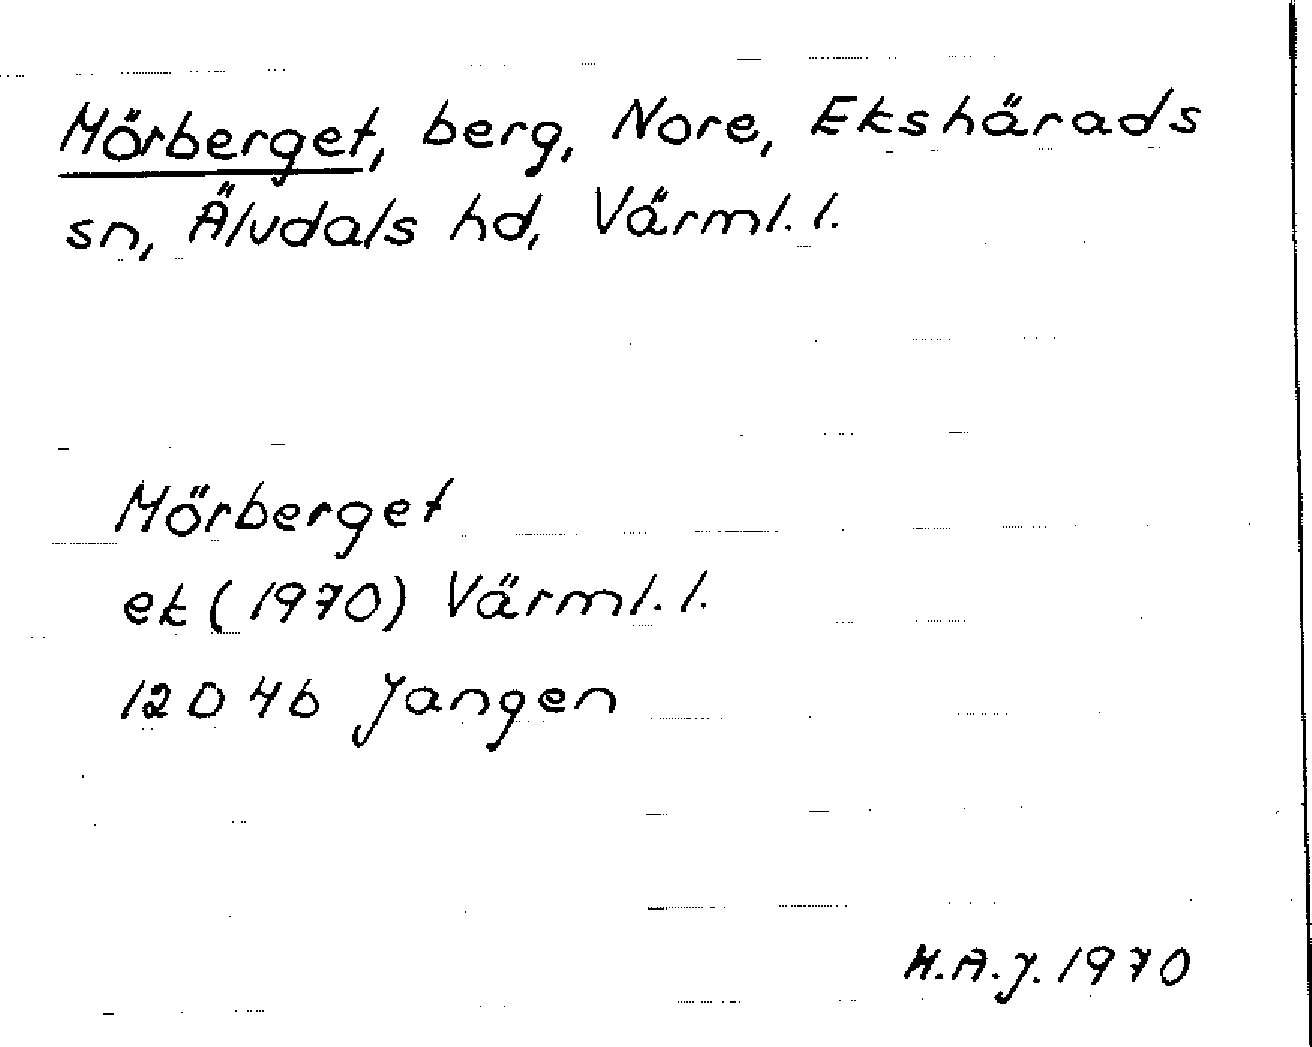 Mörberget, berg, Nore, Ekshärads
sn, Älvdals hd, Värml. l.
Mörberget
ek (1970) Värml. l.
12 D 4b Jangen
M.A.J. 1970